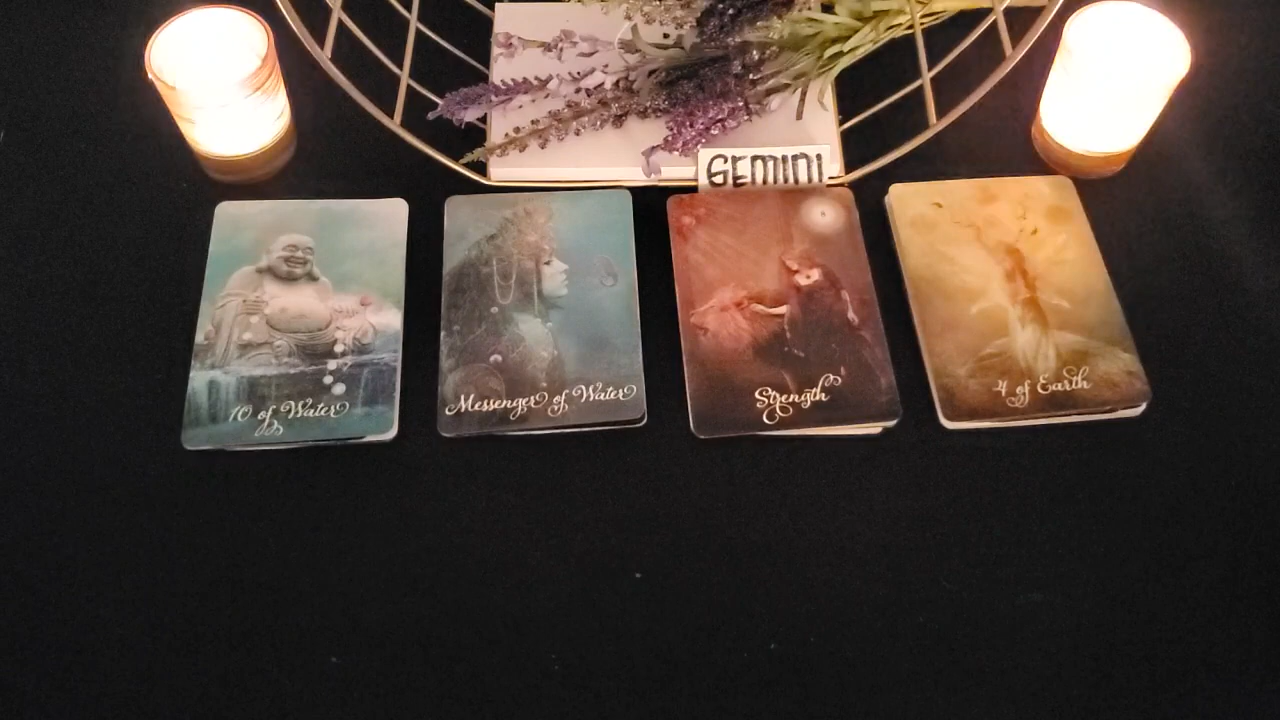 GEMINI
10 of Water
Messenger of Water
Strength
4 of Earth